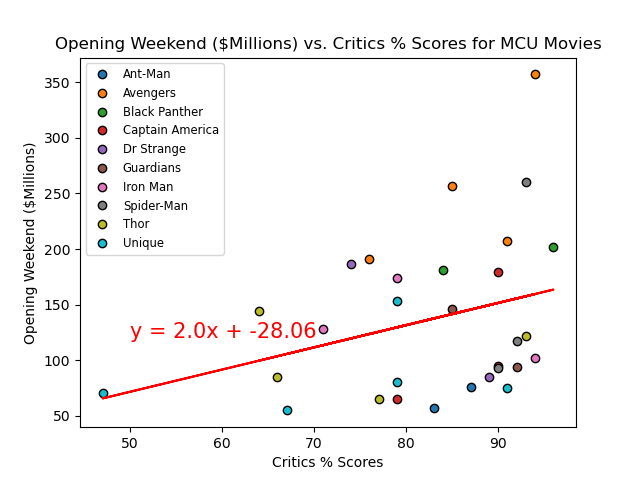 Opening Weekend ($Millions) vs. Critics % Scores for MCU Movies
Opening Weekend ($Millions)
350
300
250
200
150
100
50
Ant-Man
Avengers
Black Panther
Captain America
Dr Strange
Guardians
Iron Man
Spider-Man
Thor
Unique
y = 2.0x + -28.06
50
60
70
80
90
Critics % Scores